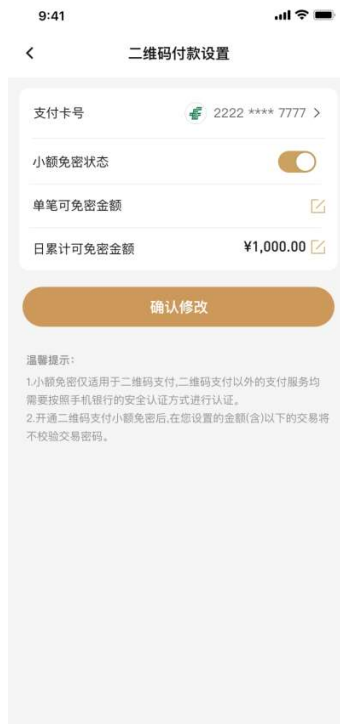 9:41
二维码付款设置
支付卡号 2222 **** 7777
小额免密状态
单笔可免密金额
日累计可免密金额 ¥1,000.00
确认修改
温馨提示：
1.小额免密仅适用于二维码支付,二维码支付以外的支付服务均
需要按照手机银行的安全认证方式进行认证。
2.开通二维码支付小额免密后,在您设置的金额(含)以下的交易将
不校验交易密码。